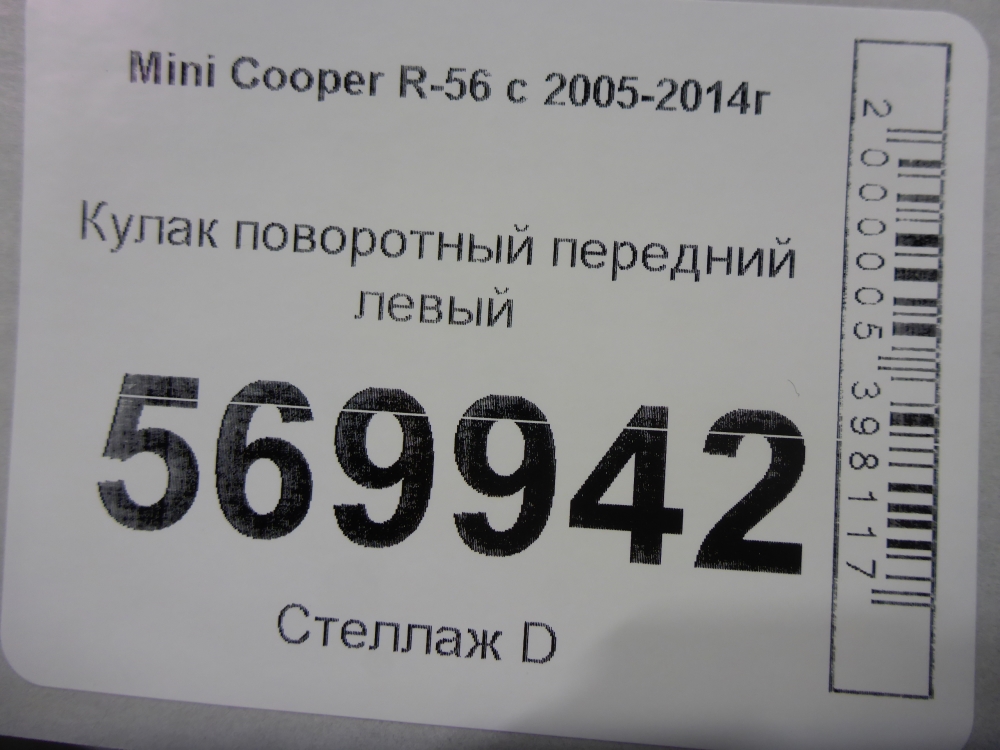 Mini Cooper R-56 с 2005-2014г
Кулак поворотный передний
левый
569942
Стеллаж D
2000005398117